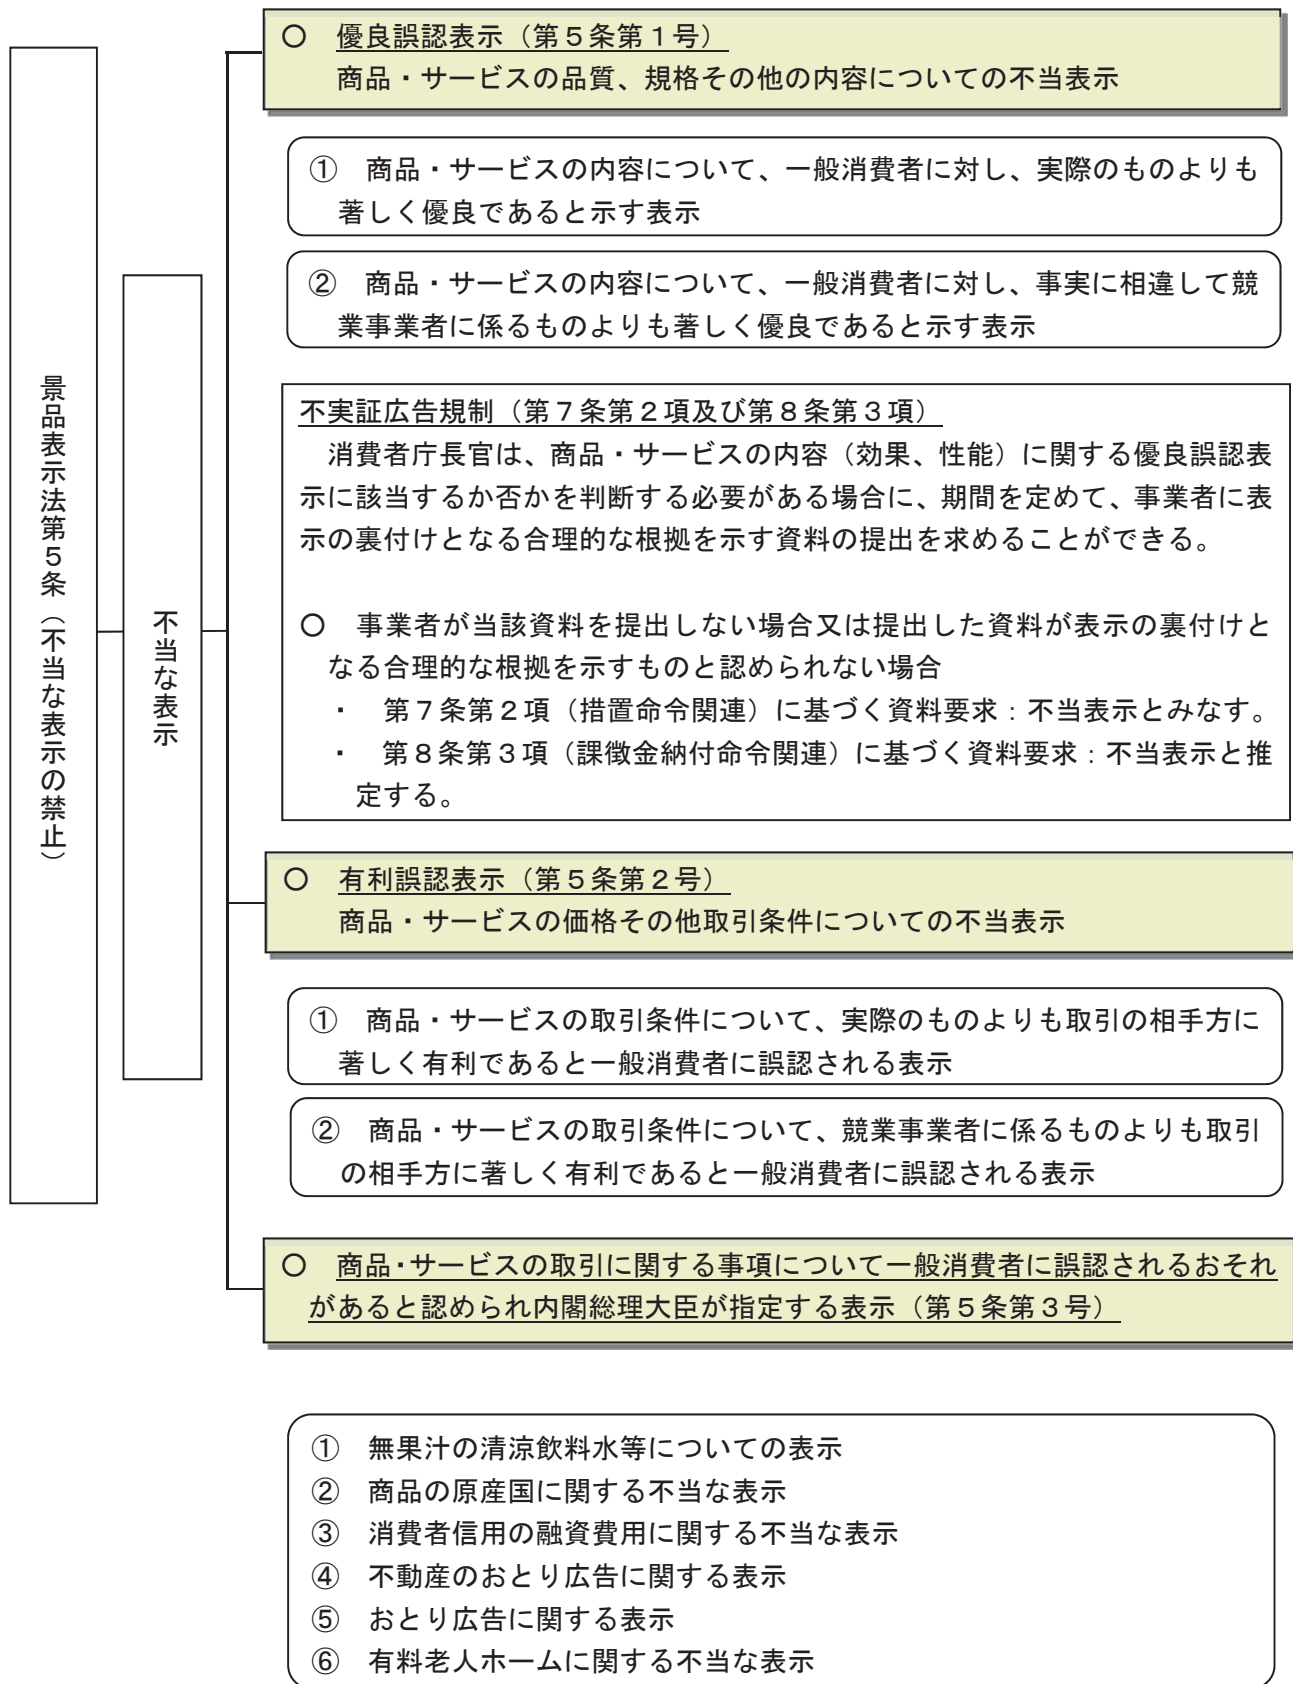 景品表示法第５条（不当な表示の禁止）
不当な表示
○　優良誤認表示（第５条第１号）
商品・サービスの品質、規格その他の内容についての不当表示
①　商品・サービスの内容について、一般消費者に対し、実際のものよりも
著しく優良であると示す表示
②　商品・サービスの内容について、一般消費者に対し、事実に相違して競
業事業者に係るものよりも著しく優良であると示す表示
不実証広告規制（第７条第２項及び第８条第３項）
消費者庁長官は、商品・サービスの内容（効果、性能）に関する優良誤認表
示に該当するか否かを判断する必要がある場合に、期間を定めて、事業者に表
示の裏付けとなる合理的な根拠を示す資料の提出を求めることができる。
○　事業者が当該資料を提出しない場合又は提出した資料が表示の裏付けと
なる合理的な根拠を示すものと認められない場合
・　第７条第２項（措置命令関連）に基づく資料要求：不当表示とみなす。
・　第８条第３項（課徴金納付命令関連）に基づく資料要求：不当表示と推
定する。
○　有利誤認表示（第５条第２号）
商品・サービスの価格その他取引条件についての不当表示
①　商品・サービスの取引条件について、実際のものよりも取引の相手方に
著しく有利であると一般消費者に誤認される表示
②　商品・サービスの取引条件について、競業事業者に係るものよりも取引
の相手方に著しく有利であると一般消費者に誤認される表示
○　商品・サービスの取引に関する事項について一般消費者に誤認されるおそれ
があると認められ内閣総理大臣が指定する表示（第５条第３号）
①　無果汁の清涼飲料水等についての表示
②　商品の原産国に関する不当な表示
③　消費者信用の融資費用に関する不当な表示
④　不動産のおとり広告に関する表示
⑤　おとり広告に関する表示
⑥　有料老人ホームに関する不当な表示